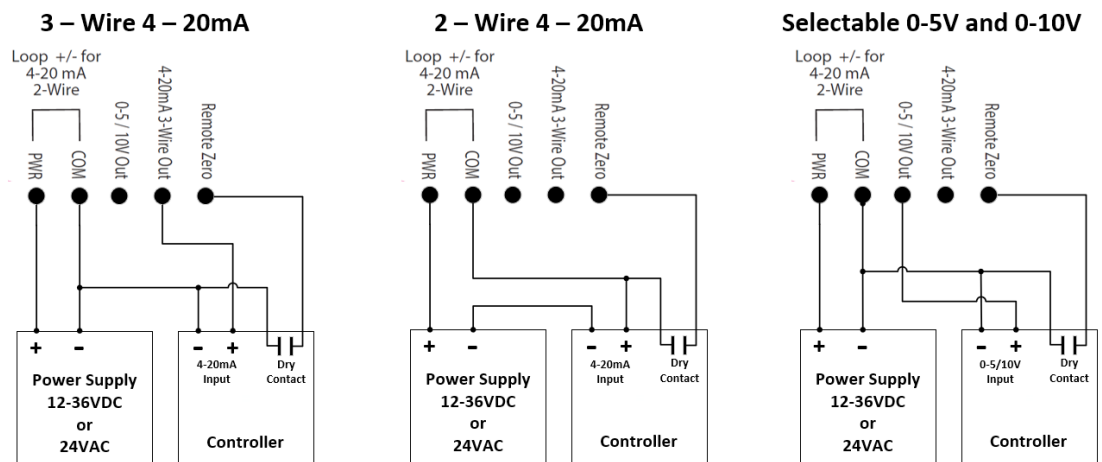 3 – Wire 4 – 20mA
Loop +/- for
4-20 mA
2-Wire
PWR
COM
0-5 / 10V Out
4-20mA 3-Wire Out
Remote Zero
+
-
Power Supply
12-36VDC
or
24VAC
-
+
4-20mA
Input
Dry
Contact
Controller
2 – Wire 4 – 20mA
Loop +/- for
4-20 mA
2-Wire
PWR
COM
0-5 / 10V Out
4-20mA 3-Wire Out
Remote Zero
+
-
Power Supply
12-36VDC
or
24VAC
-
+
4-20mA
Input
Dry
Contact
Controller
Selectable 0-5V and 0-10V
Loop +/- for
4-20 mA
2-Wire
PWR
COM
0-5 / 10V Out
4-20mA 3-Wire Out
Remote Zero
+
-
Power Supply
12-36VDC
or
24VAC
-
+
0-5/10V
Input
Dry
Contact
Controller